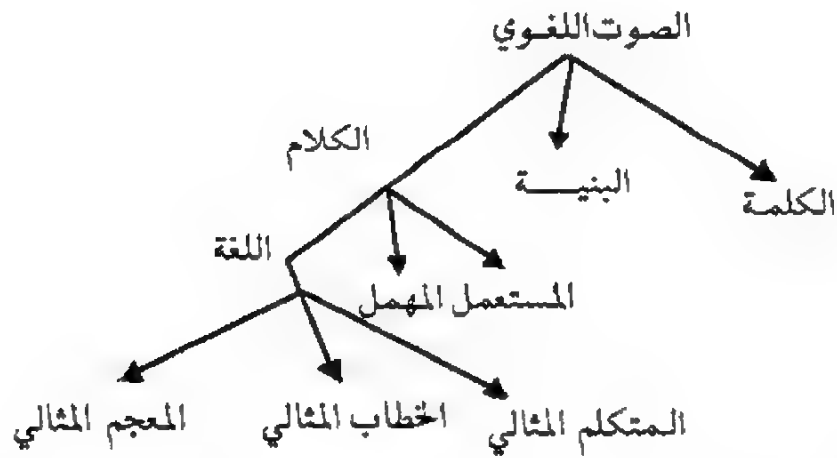 الصوت اللغوي
الكلام
البنية
الكلمة
اللغة
المستعمل المهمل
المتكلم المثالي
الخطاب المثالي
المعجم المثالي